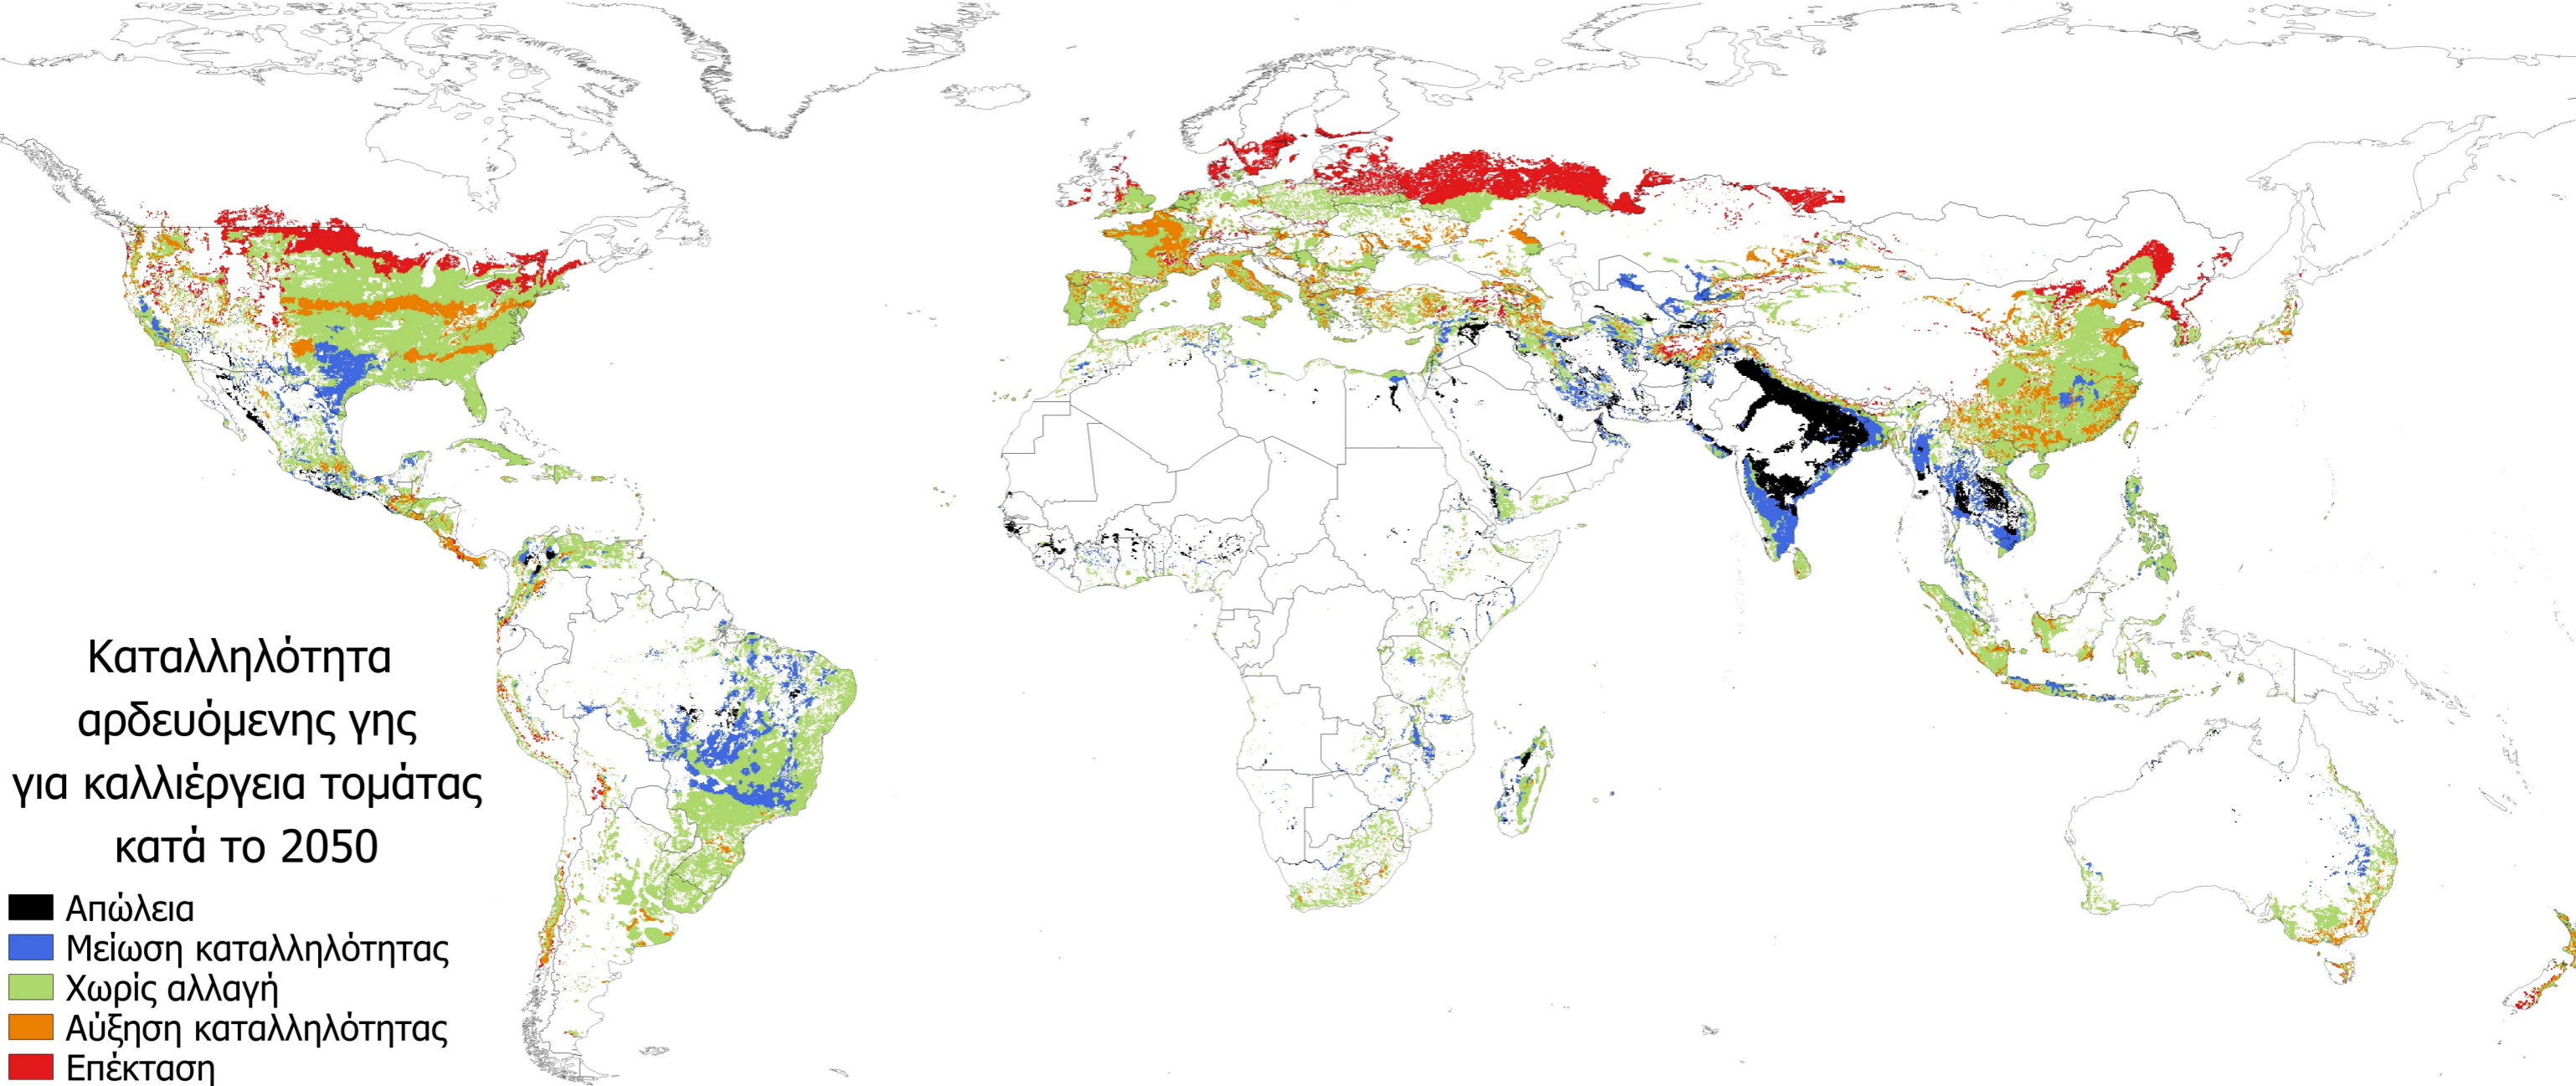 Καταλληλότητα
αρδευόμενης γης
για καλλιέργεια τομάτας
κατά το 2050
Απώλεια
Μείωση καταλληλότητας
Χωρίς αλλαγή
Αύξηση καταλληλότητας
Επέκταση